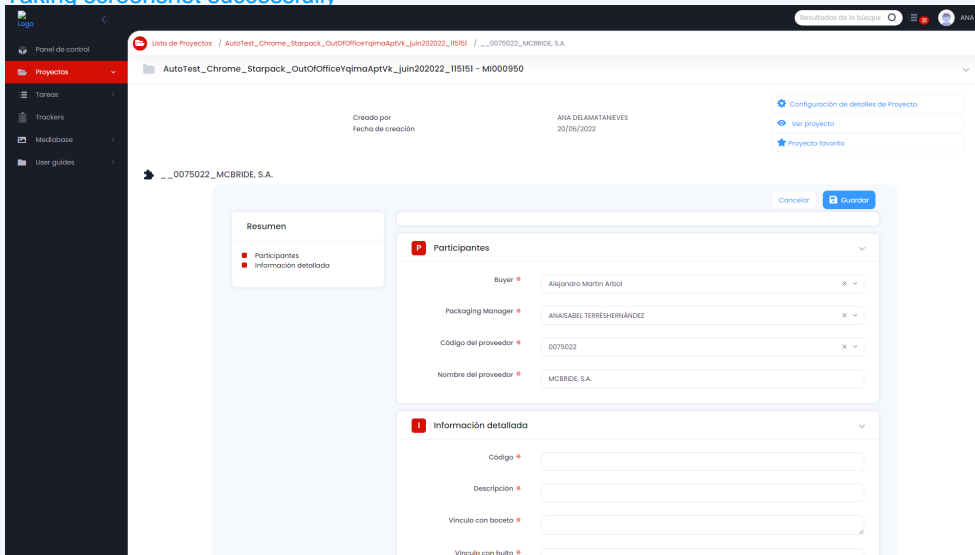 Taking screenshot successfully
Logo
Resultados de la búsque
31
ANA
Panel de control
Proyectos
Tareas
Trackers
Mediabase
User guides
Lista de Proyectos / AutoTest_Chrome_Starpack_OutOfOfficeYqimaAptVk_juin202022_115151 / __0075022_MCBRIDE, S.A.
AutoTest_Chrome_Starpack_OutOfOfficeYqimaAptVk_juin202022_115151 - MI000950
Creado por ANA DELAMATANIEVES
Fecha de creación 20/06/2022
Configuración de detalles de Proyecto
Ver proyecto
Proyecto favorito
__0075022_MCBRIDE, S.A.
Cancelar Guardar
Resumen
Participantes
Información detallada
P Participantes
Buyer * Alejandro Martin Arbol
Packaging Manager * ANAISABEL TERRÉSHERNÁNDEZ
Código del proveedor * 0075022
Nombre del proveedor * MCBRIDE, S.A.
I Información detallada
Código *
Descripción *
Vínculo con boceto *
Vínculo con bulto *